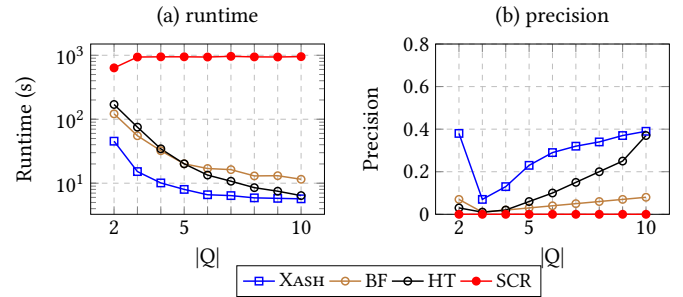 (a) runtime
Runtime (s)
10³
10²
10¹
2
5
10
|Q|
(b) precision
Precision
0.8
0.6
0.4
0.2
0
2
5
10
|Q|
XASH BF HT SCR